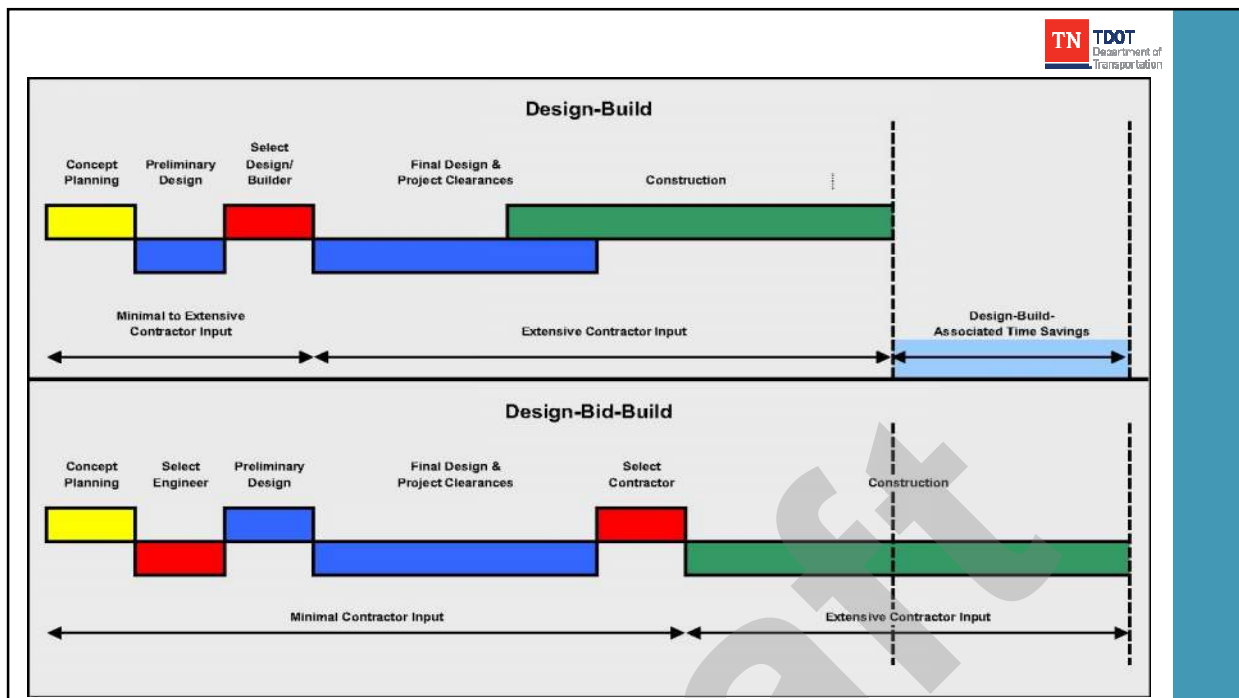 TN
TDOT
Department of
Transportation
Design-Build
Concept
Planning
Preliminary
Design
Select
Design/
Builder
Final Design &
Project Clearances
Construction
Minimal to Extensive
Contractor Input
Extensive Contractor Input
Design-Build-
Associated Time Savings
Design-Bid-Build
Concept
Planning
Select
Engineer
Preliminary
Design
Final Design &
Project Clearances
Select
Contractor
Construction
Minimal Contractor Input
Extensive Contractor Input